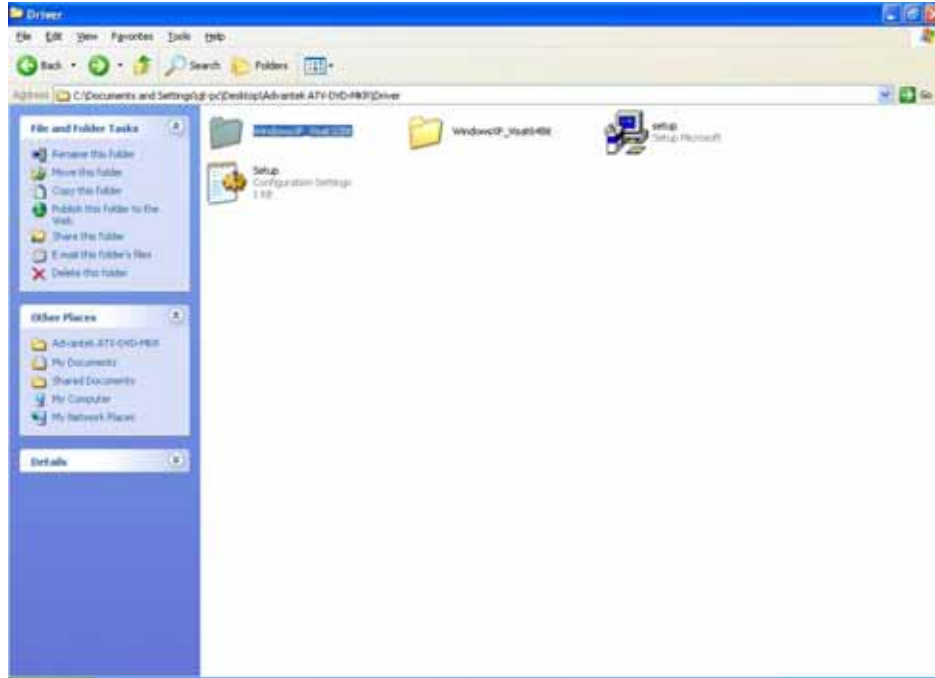 Driver
File Edit View Favorites Tools Help
Back Search Folders
Address C:\Documents and Settings\qt-pc\Desktop\Advantek ATV-DVD-MKR\Driver Go
File and Folder Tasks
Rename this folder
Move this folder
Copy this folder
Publish this folder to the
Web
Share this folder
E-mail this folder's files
Delete this folder
Other Places
Advantek ATV-DVD-MKR
My Documents
Shared Documents
My Computer
My Network Places
Details
setup
Setup Microsoft
Setup
Configuration Settings
1 KB